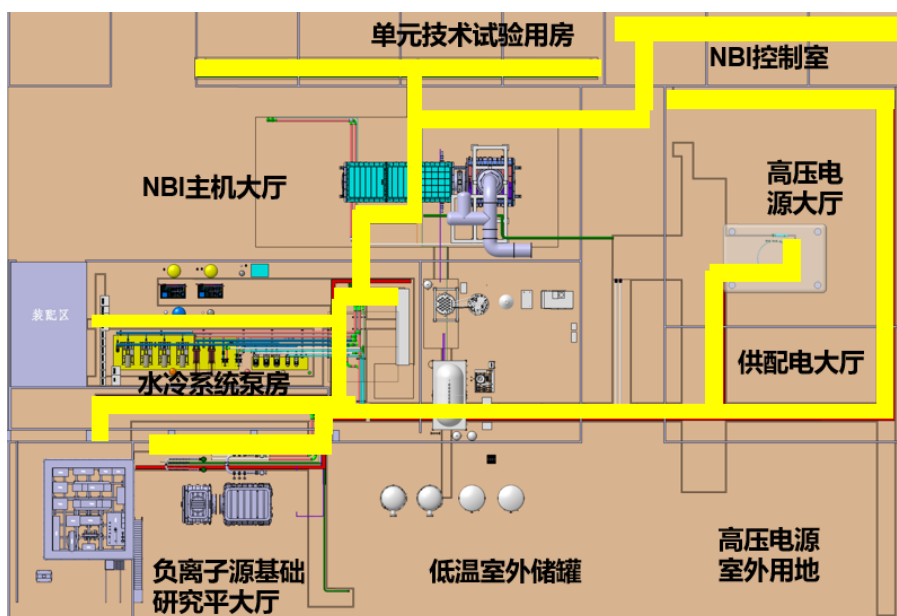 单元技术试验用房
NBI控制室
NBI主机大厅
高压电
源大厅
装配区
供配电大厅
水冷系统泵房
负离子源基础
研究平大厅
低温室外储罐
高压电源
室外用地